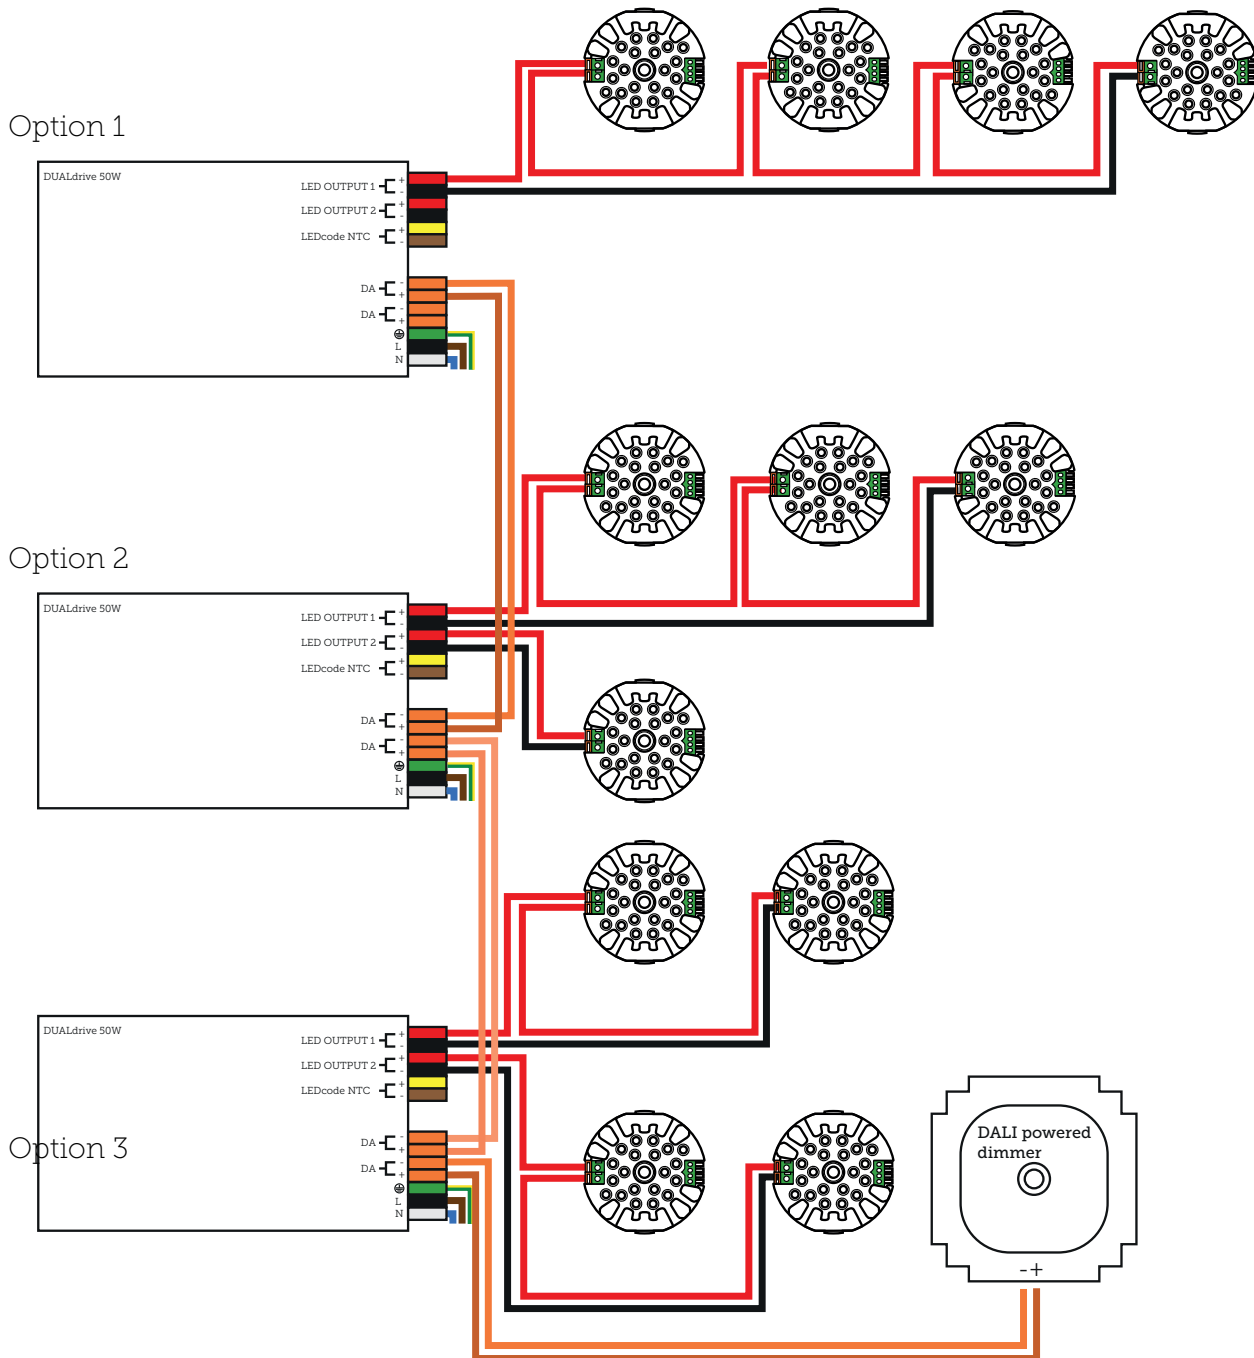 Option 1
DUALdrive 50W
LED OUTPUT 1 + -
LED OUTPUT 2 + -
LEDcode NTC + -
DA - +
DA - +
L
N
Option 2
DUALdrive 50W
LED OUTPUT 1 + -
LED OUTPUT 2 + -
LEDcode NTC + -
DA - +
DA - +
L
N
DUALdrive 50W
LED OUTPUT 1 + -
LED OUTPUT 2 + -
LEDcode NTC + -
Option 3
DA - +
DA - +
L
N
DALI powered
dimmer
-+